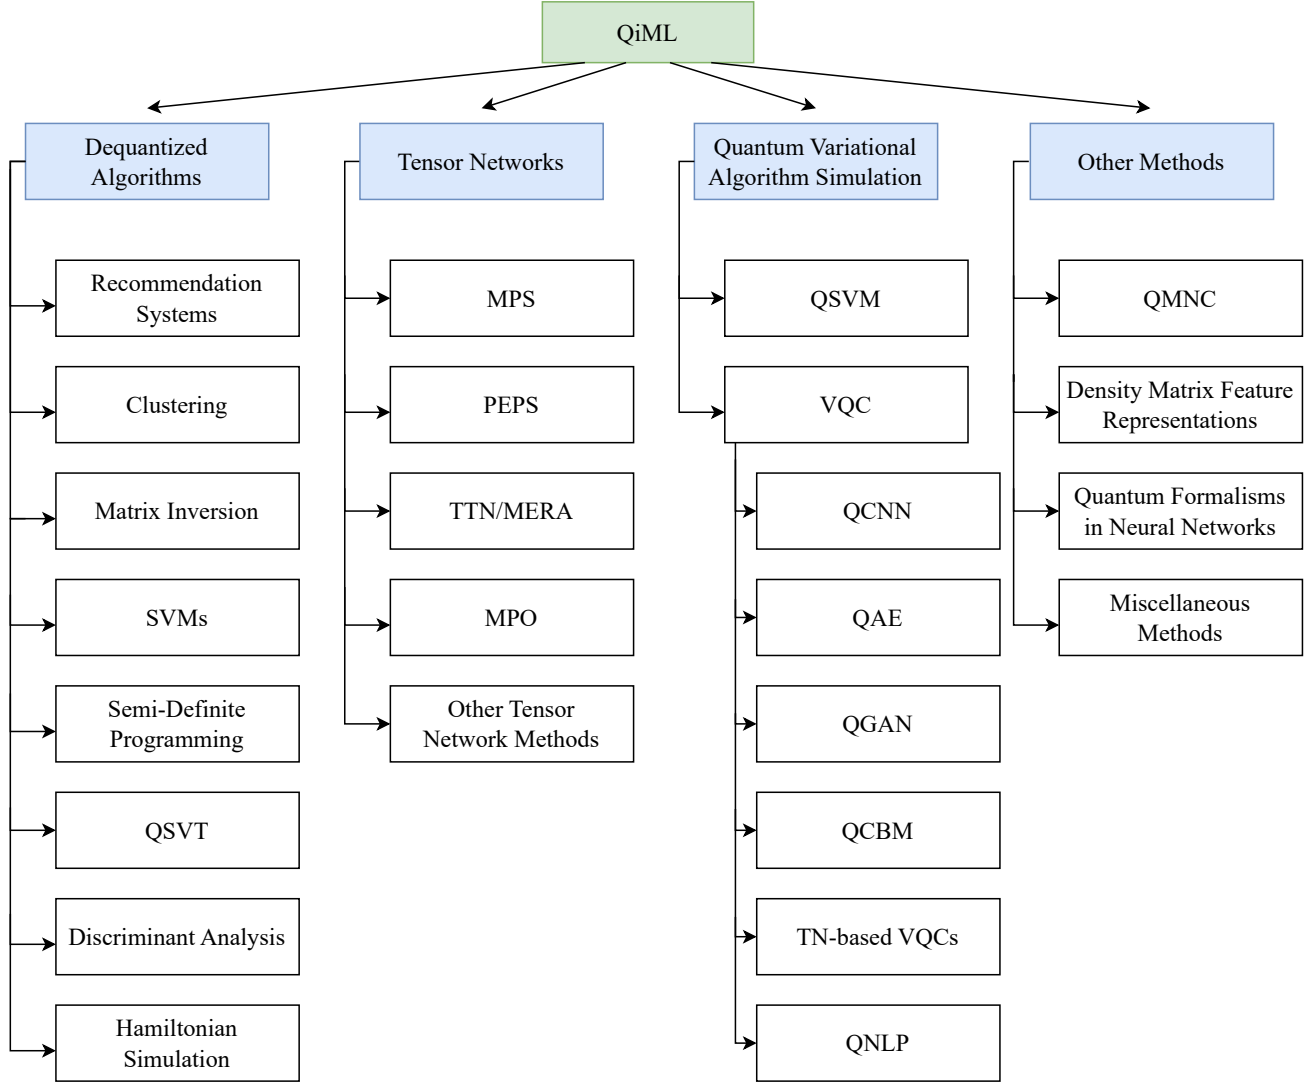 QiML
Dequantized
Algorithms
Recommendation
Systems
Clustering
Matrix Inversion
SVMs
Semi-Definite
Programming
QSVT
Discriminant Analysis
Hamiltonian
Simulation
Tensor Networks
MPS
PEPS
TTN/MERA
MPO
Other Tensor
Network Methods
Quantum Variational
Algorithm Simulation
QSVM
VQC
QCNN
QAE
QGAN
QCBM
TN-based VQCs
QNLP
Other Methods
QMNC
Density Matrix Feature
Representations
Quantum Formalisms
in Neural Networks
Miscellaneous
Methods